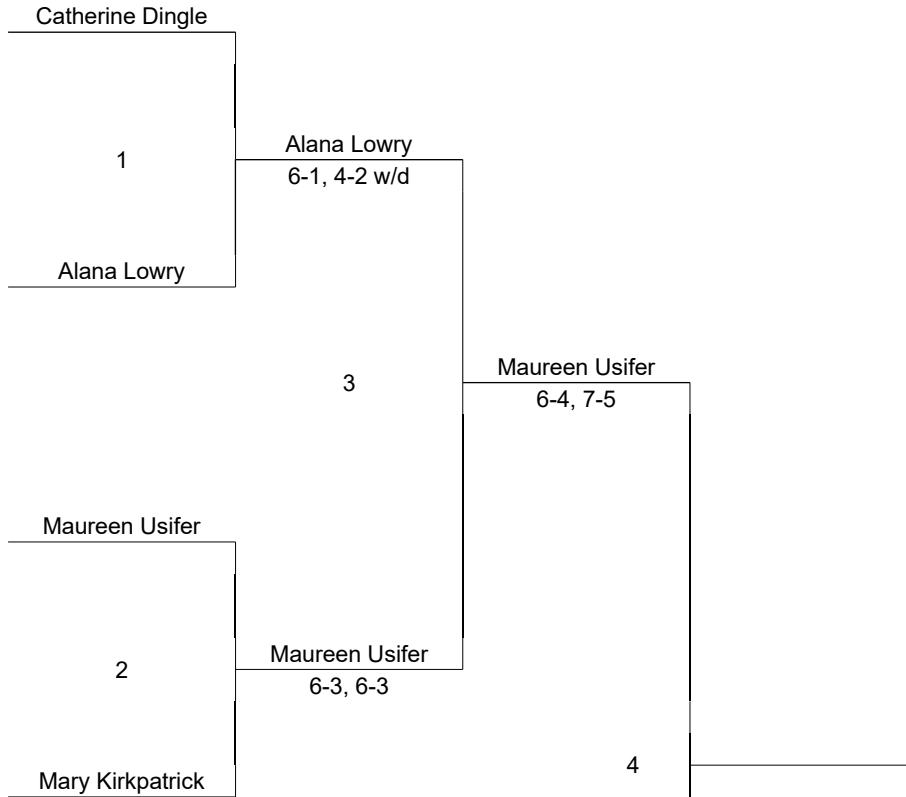 Catherine Dingle
1
Alana Lowry
6-1, 4-2 w/d
Alana Lowry
3
Maureen Usifer
6-4, 7-5
Maureen Usifer
2
Maureen Usifer
6-3, 6-3
Mary Kirkpatrick
4